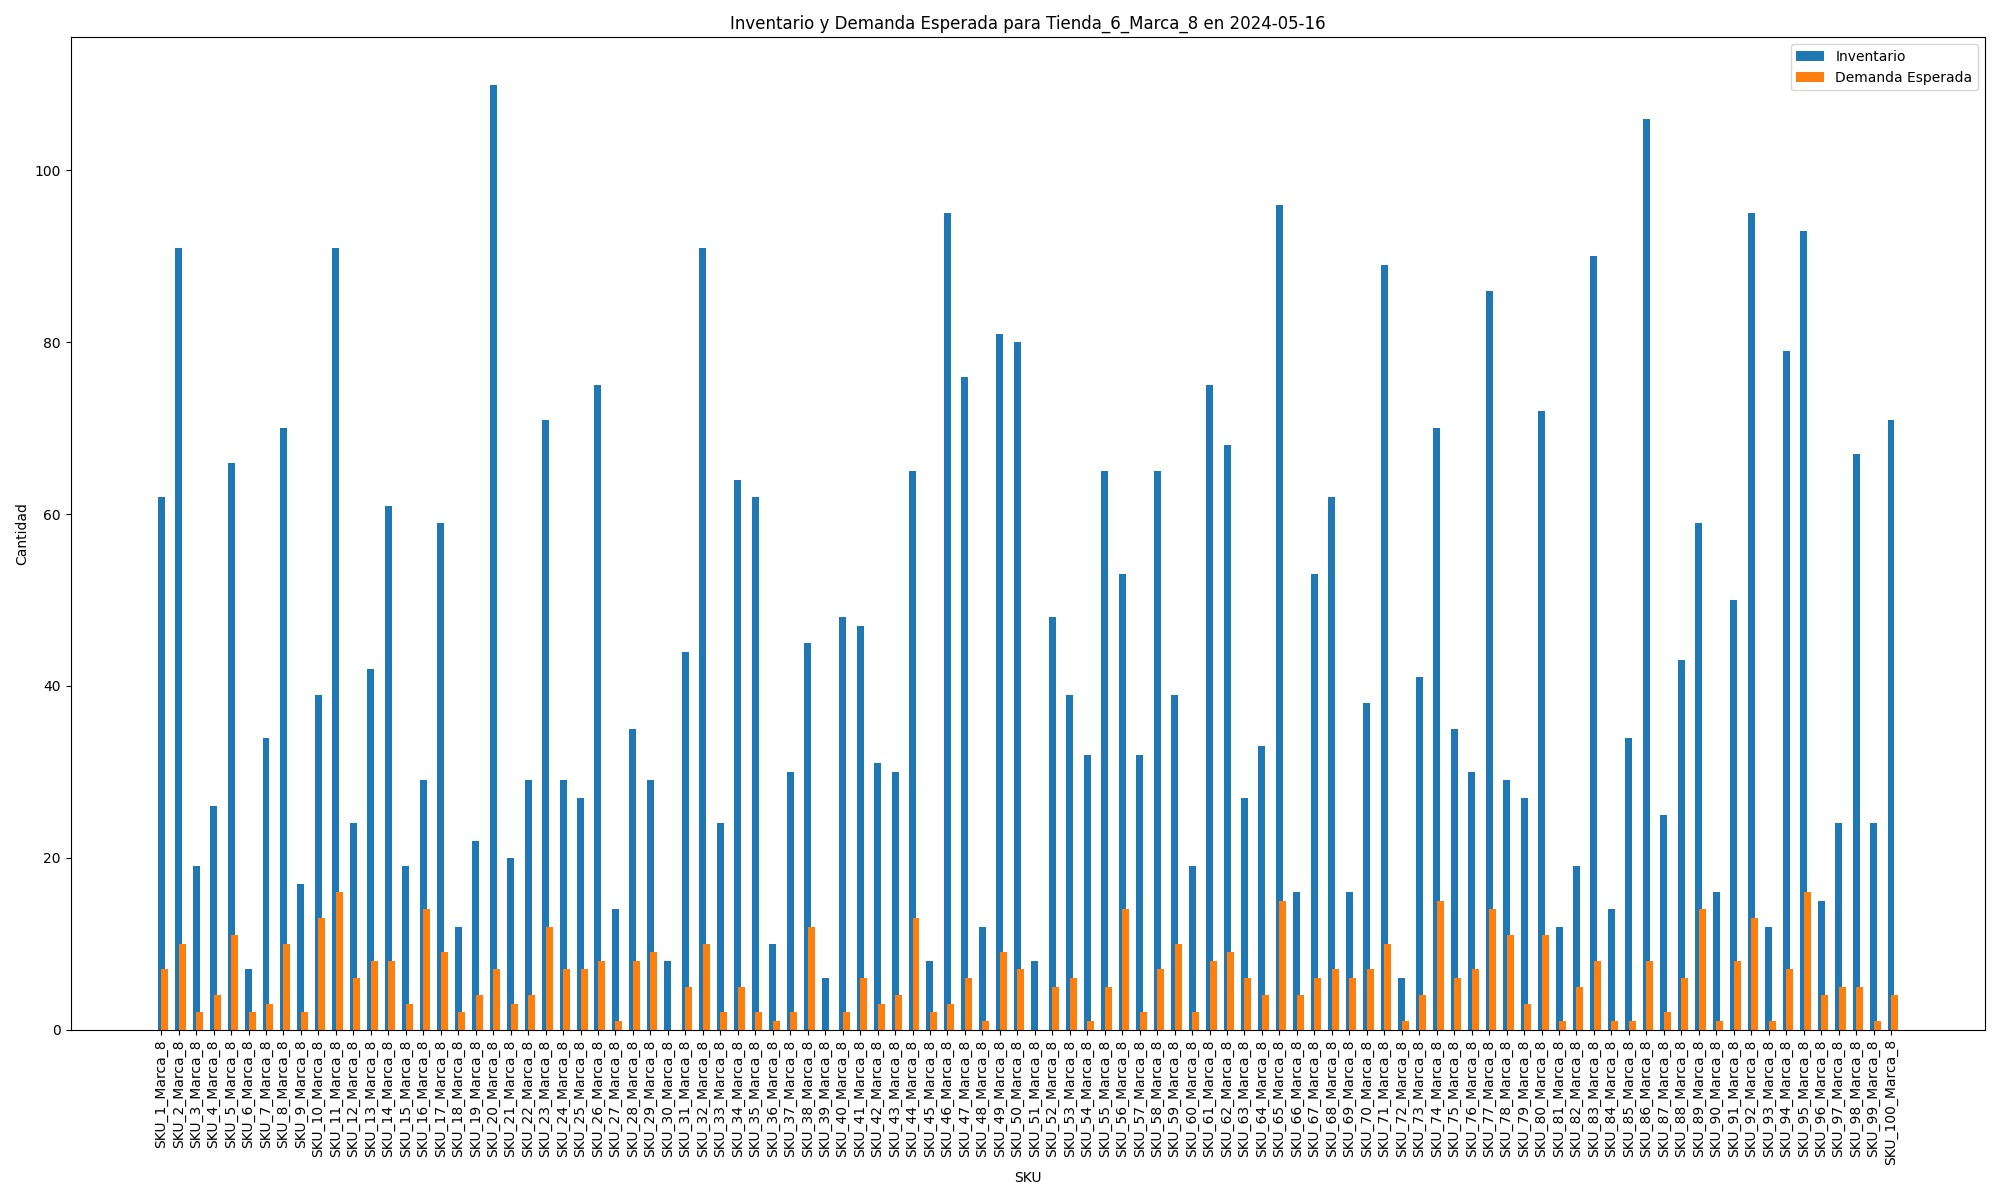 Inventario y Demanda Esperada para Tienda_6_Marca_8 en 2024-05-16
Inventario
Demanda Esperada
Cantidad
100
80
60
40
20
0
SKU_1_Marca_8
SKU_2_Marca_8
SKU_3_Marca_8
SKU_4_Marca_8
SKU_5_Marca_8
SKU_6_Marca_8
SKU_7_Marca_8
SKU_8_Marca_8
SKU_9_Marca_8
SKU_10_Marca_8
SKU_11_Marca_8
SKU_12_Marca_8
SKU_13_Marca_8
SKU_14_Marca_8
SKU_15_Marca_8
SKU_16_Marca_8
SKU_17_Marca_8
SKU_18_Marca_8
SKU_19_Marca_8
SKU_20_Marca_8
SKU_21_Marca_8
SKU_22_Marca_8
SKU_23_Marca_8
SKU_24_Marca_8
SKU_25_Marca_8
SKU_26_Marca_8
SKU_27_Marca_8
SKU_28_Marca_8
SKU_29_Marca_8
SKU_30_Marca_8
SKU_31_Marca_8
SKU_32_Marca_8
SKU_33_Marca_8
SKU_34_Marca_8
SKU_35_Marca_8
SKU_36_Marca_8
SKU_37_Marca_8
SKU_38_Marca_8
SKU_39_Marca_8
SKU_40_Marca_8
SKU_41_Marca_8
SKU_42_Marca_8
SKU_43_Marca_8
SKU_44_Marca_8
SKU_45_Marca_8
SKU_46_Marca_8
SKU_47_Marca_8
SKU_48_Marca_8
SKU_49_Marca_8
SKU_50_Marca_8
SKU_51_Marca_8
SKU_52_Marca_8
SKU_53_Marca_8
SKU_54_Marca_8
SKU_55_Marca_8
SKU_56_Marca_8
SKU_57_Marca_8
SKU_58_Marca_8
SKU_59_Marca_8
SKU_60_Marca_8
SKU_61_Marca_8
SKU_62_Marca_8
SKU_63_Marca_8
SKU_64_Marca_8
SKU_65_Marca_8
SKU_66_Marca_8
SKU_67_Marca_8
SKU_68_Marca_8
SKU_69_Marca_8
SKU_70_Marca_8
SKU_71_Marca_8
SKU_72_Marca_8
SKU_73_Marca_8
SKU_74_Marca_8
SKU_75_Marca_8
SKU_76_Marca_8
SKU_77_Marca_8
SKU_78_Marca_8
SKU_79_Marca_8
SKU_80_Marca_8
SKU_81_Marca_8
SKU_82_Marca_8
SKU_83_Marca_8
SKU_84_Marca_8
SKU_85_Marca_8
SKU_86_Marca_8
SKU_87_Marca_8
SKU_88_Marca_8
SKU_89_Marca_8
SKU_90_Marca_8
SKU_91_Marca_8
SKU_92_Marca_8
SKU_93_Marca_8
SKU_94_Marca_8
SKU_95_Marca_8
SKU_96_Marca_8
SKU_97_Marca_8
SKU_98_Marca_8
SKU_99_Marca_8
SKU_100_Marca_8
SKU